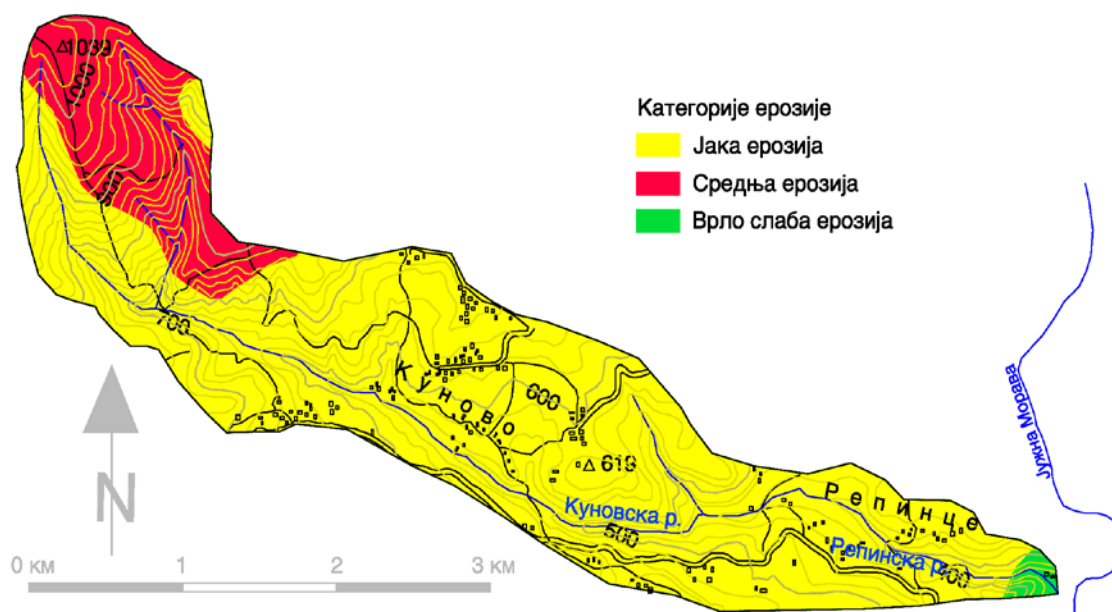 1039
1000
900
700
Категорије ерозије
Јака ерозија
Средња ерозија
Врло слаба ерозија
Јужна Морава
Куново
600
619
Куновска р.
500
Репинце
Репинска р.
400
N
0 км 1 2 3 км